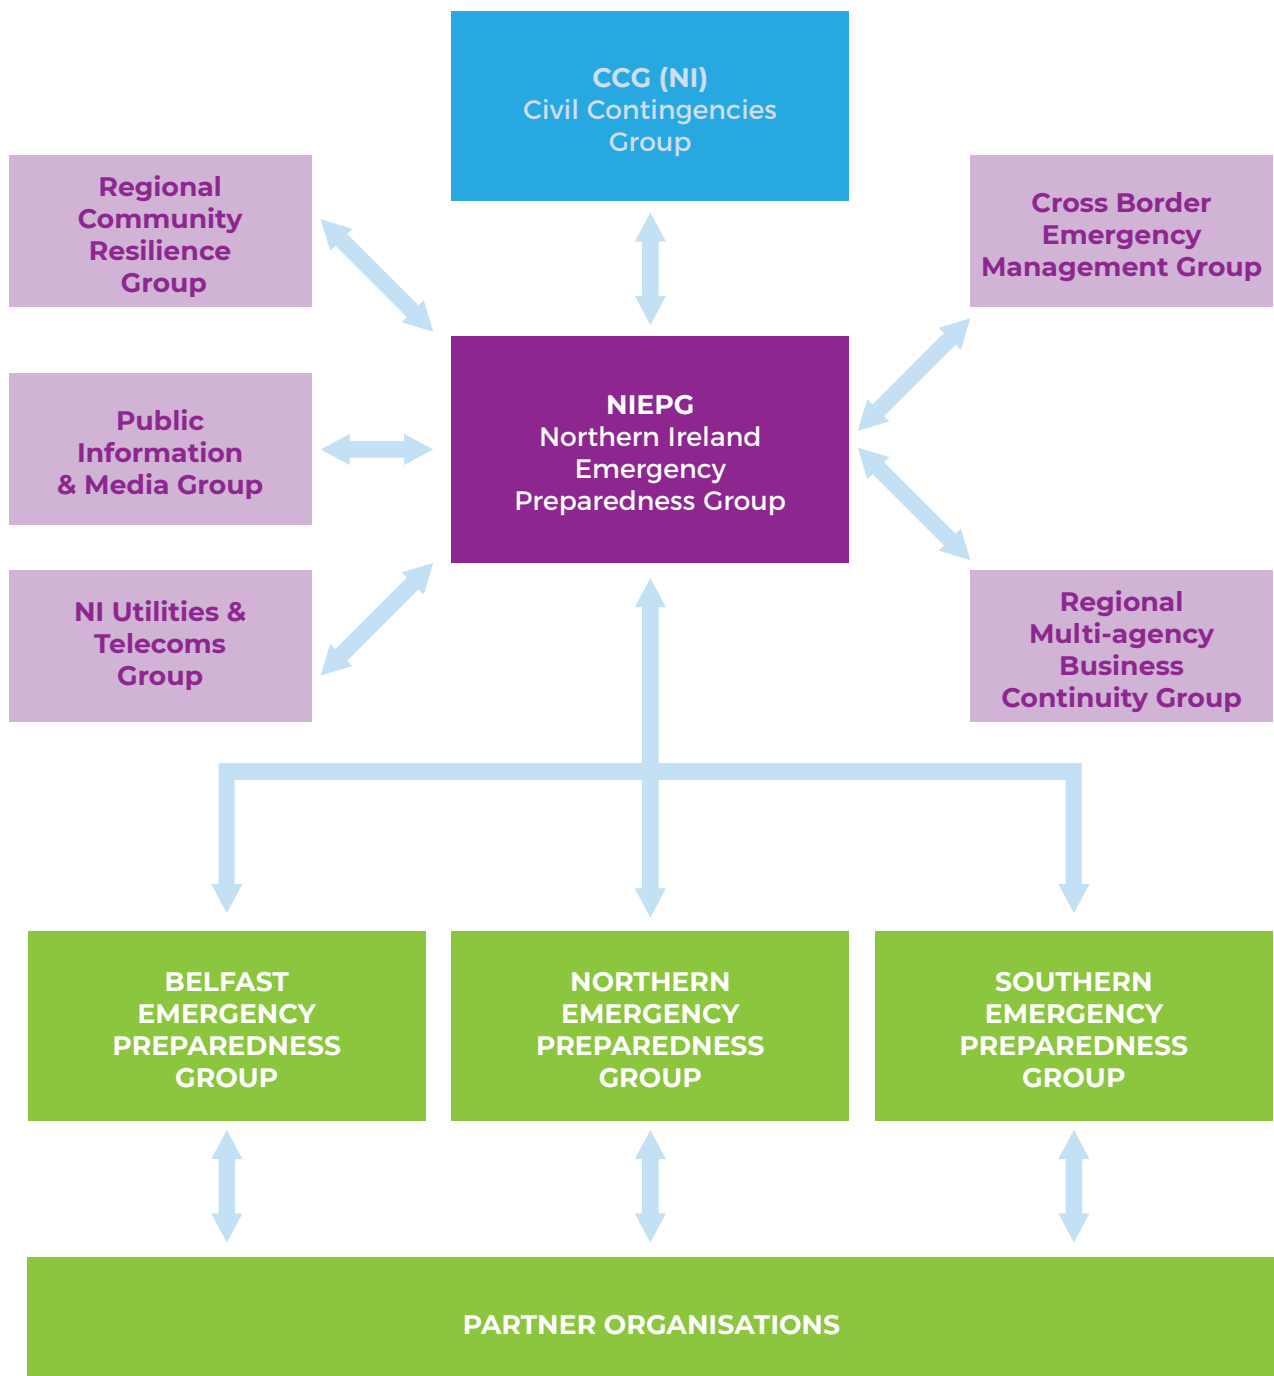 CCG (NI)
Civil Contingencies
Group
Regional
Community
Resilience
Group
Cross Border
Emergency
Management Group
Public
Information
& Media Group
NIEPG
Northern Ireland
Emergency
Preparedness Group
NI Utilities &
Telecoms
Group
Regional
Multi-agency
Business
Continuity Group
BELFAST
EMERGENCY
PREPAREDNESS
GROUP
NORTHERN
EMERGENCY
PREPAREDNESS
GROUP
SOUTHERN
EMERGENCY
PREPAREDNESS
GROUP
PARTNER ORGANISATIONS